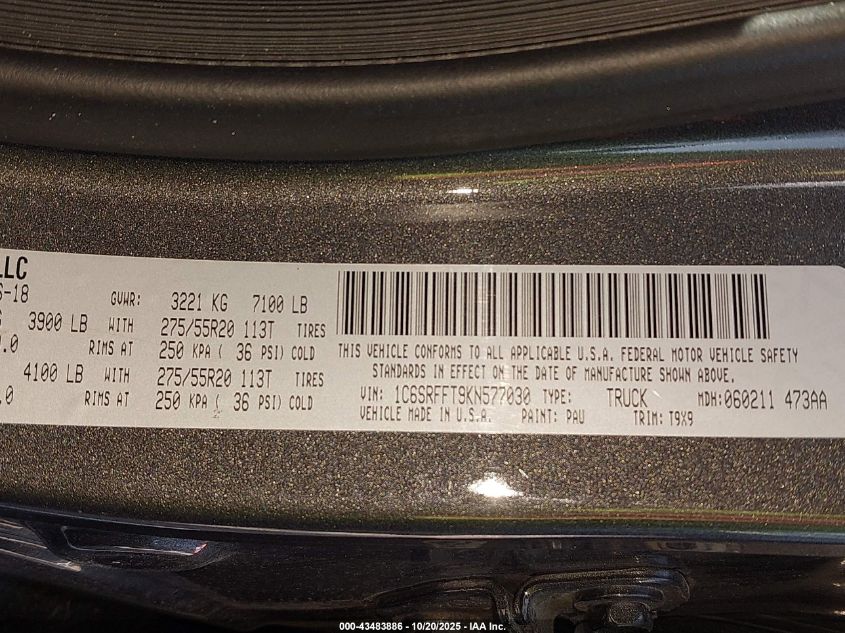 LLC
6-18
GVWR: 3221 KG 7100 LB
3900 LB WITH 275/55R20 113T TIRES
.0 RIMS AT 250 KPA ( 36 PSI) COLD
4100 LB WITH 275/55R20 113T TIRES
.0 RIMS AT 250 KPA ( 36 PSI) COLD
THIS VEHICLE CONFORMS TO ALL APPLICABLE U.S.A. FEDERAL MOTOR VEHICLE SAFETY
STANDARDS IN EFFECT ON THE DATE OF MANUFACTURE SHOWN ABOVE.
VIN: 1C6SRFFT9KN577030 TYPE: TRUCK MDH:060211 473AA
VEHICLE MADE IN U.S.A. PAINT: PAU TRIM: T9X9
000-43483886 - 10/20/2025 - IAA Inc.